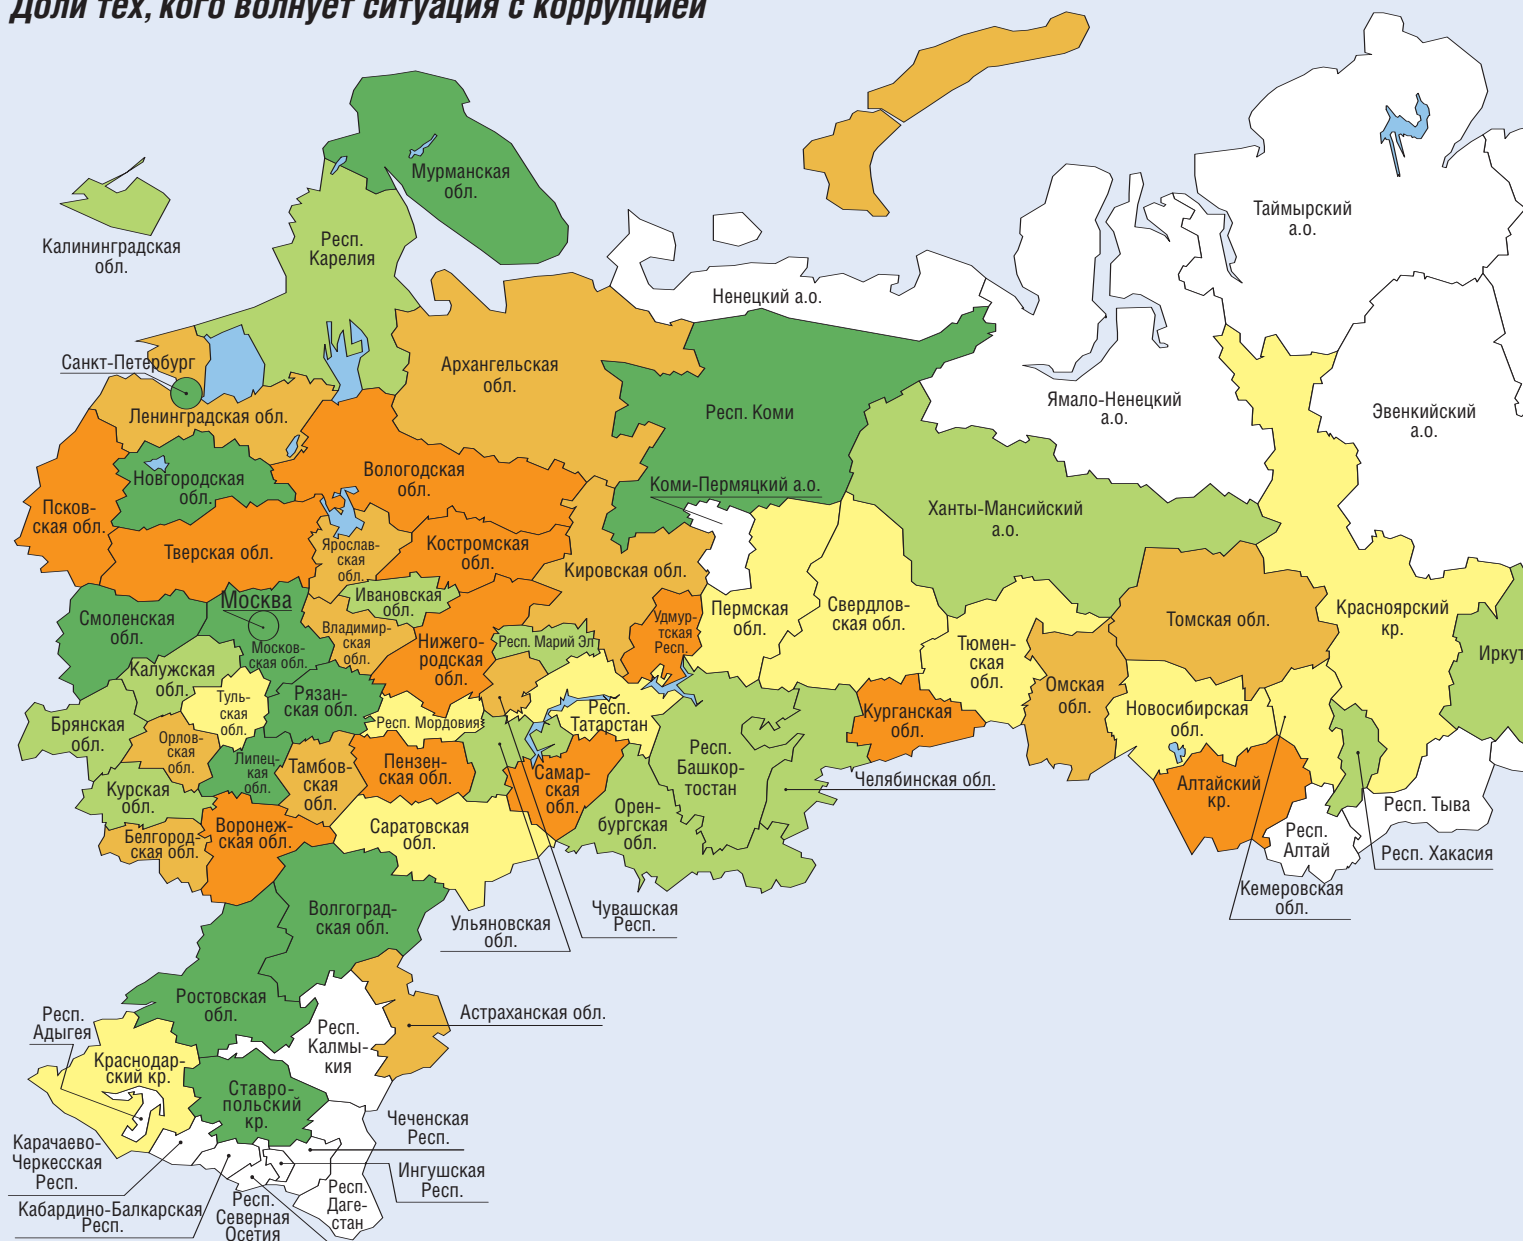 Доли тех, кого волнует ситуация с коррупцией
Мурманская
обл.
Таймырский
а.о.
Калининградская
обл.
Респ.
Карелия
Ненецкий а.о.
Санкт-Петербург
Архангельская
обл.
Ямало-Ненецкий
а.о.
Эвенкийский
а.о.
Ленинградская обл.
Респ. Коми
Новгородская
обл.
Вологодская
обл.
Коми-Пермяцкий а.о.
Псков-
ская обл.
Ханты-Мансийский
а.о.
Тверская обл.
Ярослав-
ская
обл.
Костромская
обл.
Кировская обл.
Ивановская
обл.
Смоленская
обл.
Москва
Москов-
ская обл.
Владимир-
ская
обл.
Нижего-
родская
обл.
Респ. Марий Эл
Удмур-
тская
Респ.
Пермская
обл.
Свердлов-
ская обл.
Тюмен-
ская
обл.
Томская обл.
Красноярский
кр.
Иркут
Калужская
обл.
Туль-
ская
обл.
Рязан-
ская обл.
Респ. Мордовия
Респ.
Татарстан
Курганская
обл.
Омская
обл.
Новосибирская
обл.
Брянская
обл.
Орлов-
ская
обл.
Липец-
кая
обл.
Тамбов-
ская
обл.
Пензен-
ская обл.
Самар-
ская
обл.
Респ.
Башкор-
тостан
Челябинская обл.
Алтайский
кр.
Курская
обл.
Орен-
бургская
обл.
Респ.
Алтай
Респ. Тыва
Респ. Хакасия
Белгород-
ская обл.
Воронеж-
ская обл.
Саратовская
обл.
Кемеровская
обл.
Волгоград-
ская обл.
Ульяновская
обл.
Чувашская
Респ.
Ростовская
обл.
Астраханская обл.
Респ.
Адыгея
Респ.
Калмы-
кия
Краснодар-
ский кр.
Ставро-
польский
кр.
Чеченская
Респ.
Карачаево-
Черкесская
Респ.
Ингушская
Респ.
Кабардино-Балкарская
Респ.
Респ.
Северная
Осетия
Респ.
Даге-
стан